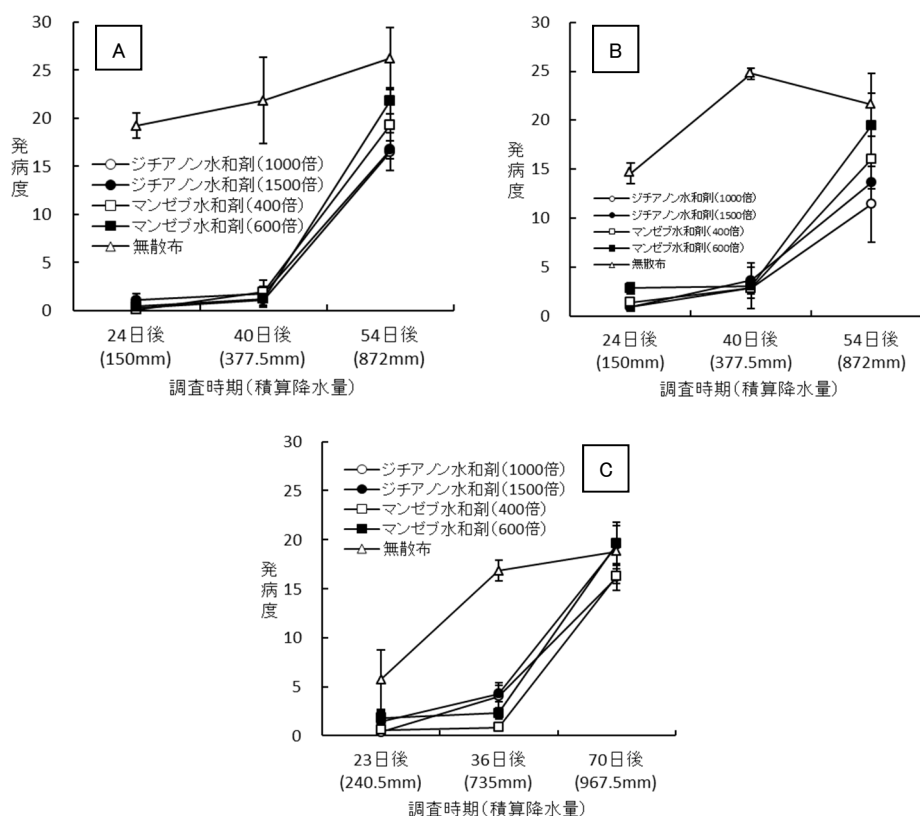 A
30
25
20
15
10
5
0
発病度
ジチアノン水和剤(1000倍)
ジチアノン水和剤(1500倍)
マンゼブ水和剤(400倍)
マンゼブ水和剤(600倍)
無散布
24日後 40日後 54日後
(150mm) (377.5mm) (872mm)
調査時期(積算降水量)
B
30
25
20
15
10
5
0
発病度
ジチアノン水和剤(1000倍)
ジチアノン水和剤(1500倍)
マンゼブ水和剤(400倍)
マンゼブ水和剤(600倍)
無散布
24日後 40日後 54日後
(150mm) (377.5mm) (872mm)
調査時期(積算降水量)
C
30
25
20
15
10
5
0
発病度
ジチアノン水和剤(1000倍)
ジチアノン水和剤(1500倍)
マンゼブ水和剤(400倍)
マンゼブ水和剤(600倍)
無散布
23日後 36日後 70日後
(240.5mm) (735mm) (967.5mm)
調査時期(積算降水量)